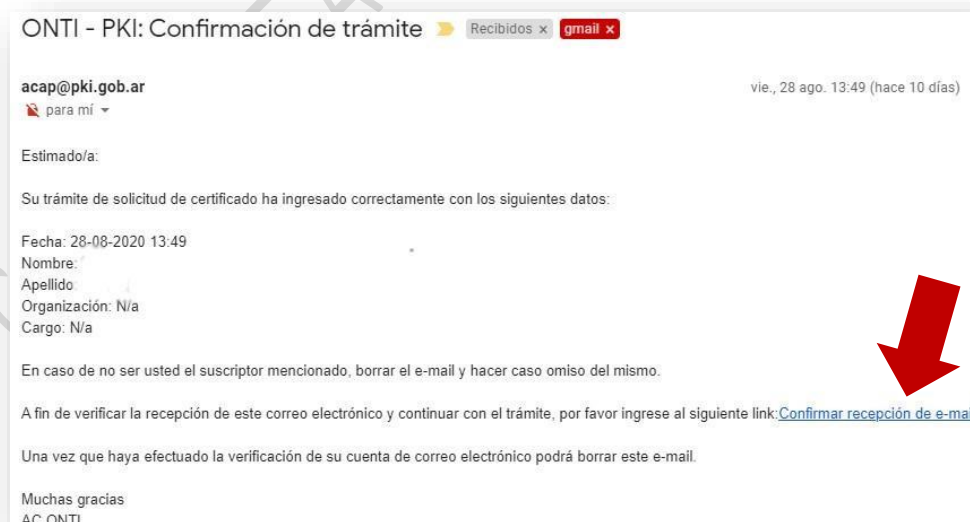 ONTI - PKI: Confirmación de trámite Recibidos x gmail x
acap@pki.gob.ar vie., 28 ago. 13:49 (hace 10 días)
para mí
Estimado/a:
Su trámite de solicitud de certificado ha ingresado correctamente con los siguientes datos:
Fecha: 28-08-2020 13:49
Nombre:
Apellido
Organización: N/a
Cargo: N/a
En caso de no ser usted el suscriptor mencionado, borrar el e-mail y hacer caso omiso del mismo.
A fin de verificar la recepción de este correo electrónico y continuar con el trámite, por favor ingrese al siguiente link:Confirmar recepción de e-mai
Una vez que haya efectuado la verificación de su cuenta de correo electrónico podrá borrar este e-mail.
Muchas gracias
AC ONTI